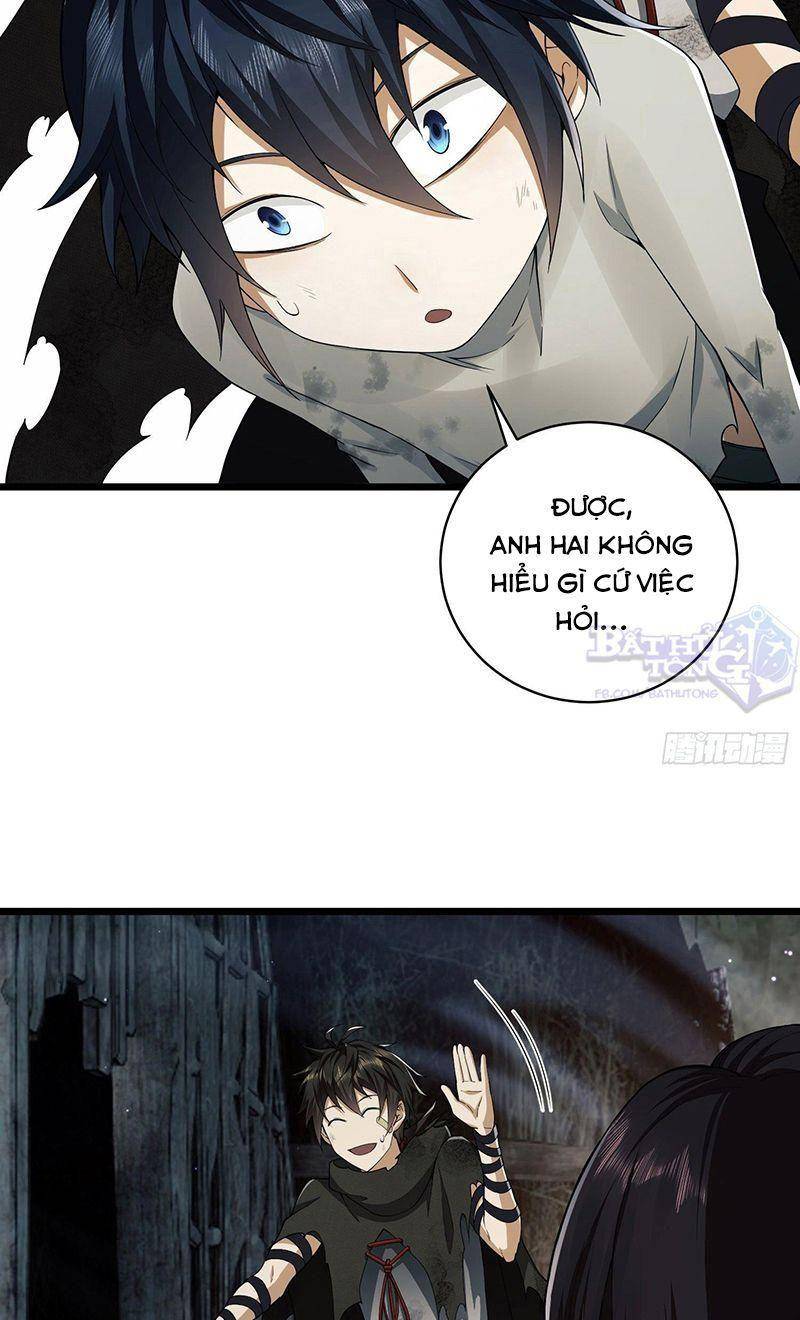 ĐƯỢC,
ANH HAI KHÔNG
HIỂU GÌ CỨ VIỆC
HỎI...
BẤT HỦ
TÔNG
FB.COM/BATHUTONG
腾讯动漫